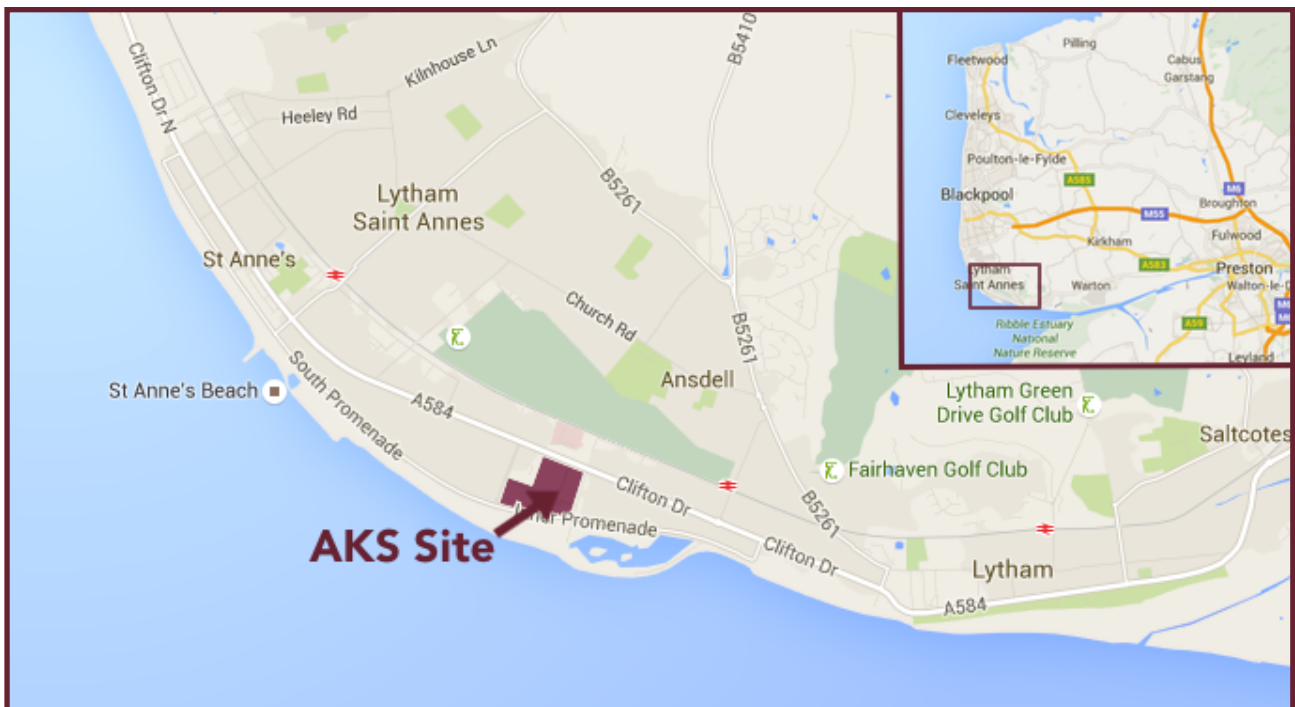 Clifton Dr N
Kilnhouse Ln
B5410
Heeley Rd
Lytham
Saint Annes
B5261
St Anne's
Church Rd
B5261
Ansdell
South Promenade
St Anne's Beach
A584
Clifton Dr
Inner Promenade
AKS Site
Clifton Dr
B5261
Fairhaven Golf Club
Lytham Green
Drive Golf Club
Saltcotes
Lytham
A584
Pilling
Fleetwood
Cabus
Garstang
Cleveleys
Poulton-le-Fylde
A585
Blackpool
M6
Broughton
M55
Fulwood
Kirkham
A583
Preston
Lytham
Saint Annes
Warton
Walton-le-D
Ribble Estuary
National
Nature Reserve
A59
Leyland